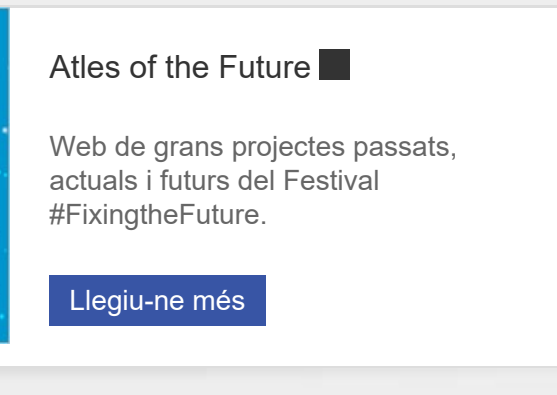 Atles of the Future
Web de grans projectes passats,
actuals i futurs del Festival
#FixingtheFuture.
Llegiu-ne més